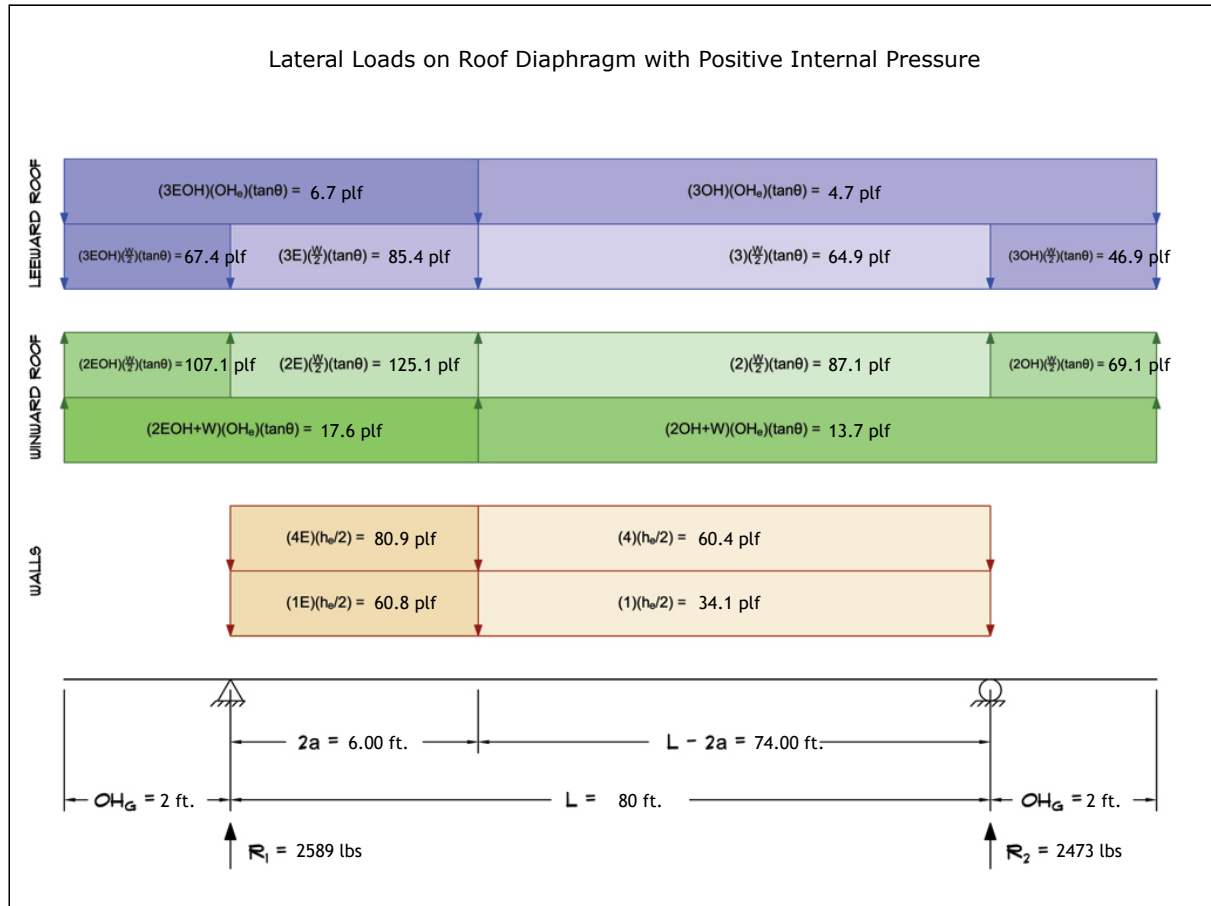 Lateral Loads on Roof Diaphragm with Positive Internal Pressure
LEEWARD ROOF
(3EOH)(OHₑ)(tanθ) = 6.7 plf
(3OH)(OHₑ)(tanθ) = 4.7 plf
(3EOH)(W/2)(tanθ) = 67.4 plf
(3E)(W/2)(tanθ) = 85.4 plf
(3)(W/2)(tanθ) = 64.9 plf
(3OH)(W/2)(tanθ) = 46.9 plf
WINWARD ROOF
(2EOH)(W/2)(tanθ) = 107.1 plf
(2E)(W/2)(tanθ) = 125.1 plf
(2)(W/2)(tanθ) = 87.1 plf
(2OH)(W/2)(tanθ) = 69.1 plf
(2EOH+W)(OHₑ)(tanθ) = 17.6 plf
(2OH+W)(OHₑ)(tanθ) = 13.7 plf
WALLS
(4E)(hₑ/2) = 80.9 plf
(4)(hₑ/2) = 60.4 plf
(1E)(hₑ/2) = 60.8 plf
(1)(hₑ/2) = 34.1 plf
2a = 6.00 ft.
L - 2a = 74.00 ft.
OH_G = 2 ft.
L = 80 ft.
OH_G = 2 ft.
R₁ = 2589 lbs
R₂ = 2473 lbs